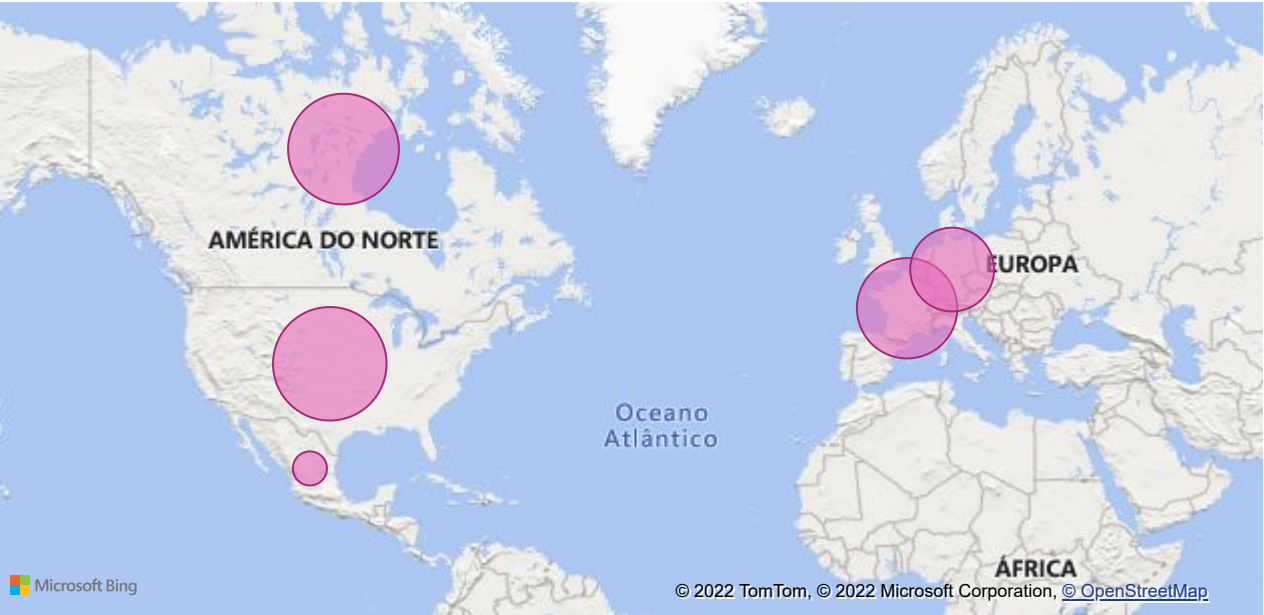 AMÉRICA DO NORTE
EUROPA
Oceano
Atlântico
ÁFRICA
Microsoft Bing
© 2022 TomTom, © 2022 Microsoft Corporation, © OpenStreetMap